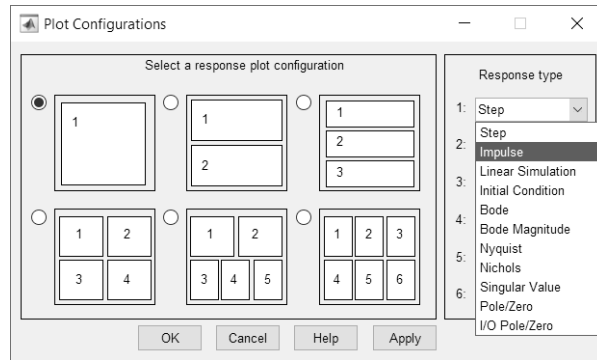 Plot Configurations
Select a response plot configuration
1
1
2
1
2
3
1 2
3 4
1 2
3 4 5
1 2 3
4 5 6
Response type
1: Step
2:
3:
4:
5:
6:
Step
Impulse
Linear Simulation
Initial Condition
Bode
Bode Magnitude
Nyquist
Nichols
Singular Value
Pole/Zero
I/O Pole/Zero
OK Cancel Help Apply